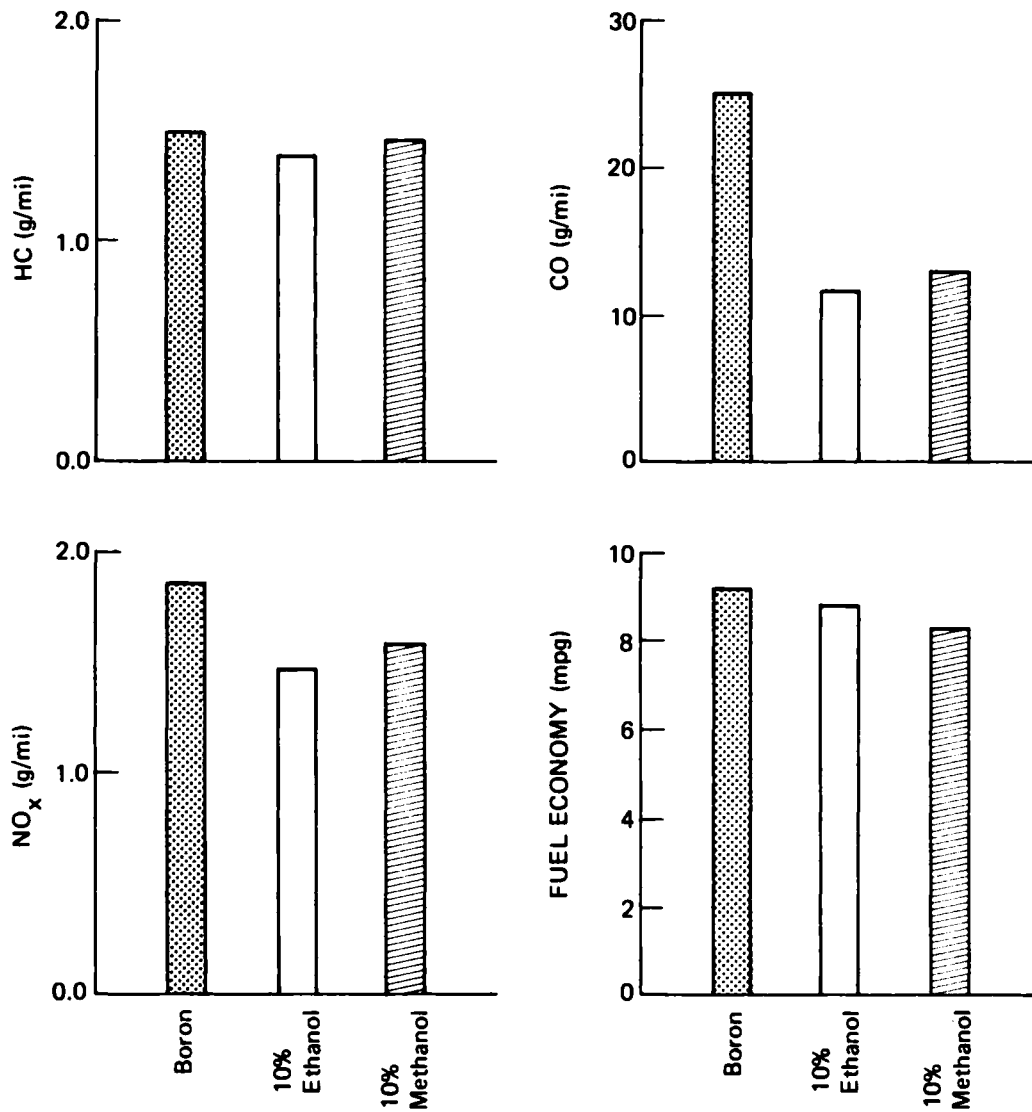 2.0
1.0
0.0
HC (g/mi)
30
20
10
0
CO (g/mi)
2.0
1.0
0.0
NOx (g/mi)
10
8
6
4
2
0
FUEL ECONOMY (mpg)
Boron
10%
Ethanol
10%
Methanol
Boron
10%
Ethanol
10%
Methanol